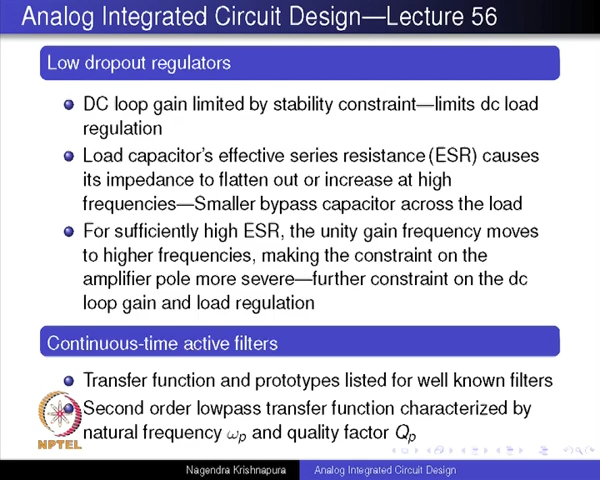 Analog Integrated Circuit Design—Lecture 56
Low dropout regulators
DC loop gain limited by stability constraint—limits dc load
regulation
Load capacitor's effective series resistance (ESR) causes
its impedance to flatten out or increase at high
frequencies—Smaller bypass capacitor across the load
For sufficiently high ESR, the unity gain frequency moves
to higher frequencies, making the constraint on the
amplifier pole more severe—further constraint on the dc
loop gain and load regulation
Continuous-time active filters
Transfer function and prototypes listed for well known filters
Second order lowpass transfer function characterized by
natural frequency ωp and quality factor Qp
NPTEL
Nagendra Krishnapura Analog Integrated Circuit Design